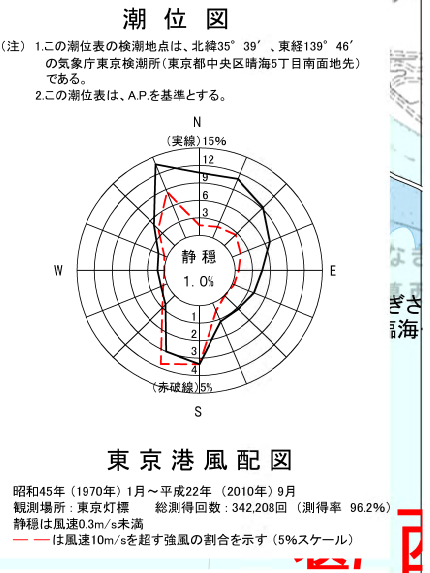 潮位図
(注) 1.この潮位表の検潮地点は、北緯35°39′、東経139°46′
の気象庁東京検潮所(東京都中央区晴海5丁目南面地先)
である。
2.この潮位表は、A.P.を基準とする。
N
(実線)15%
12
9
6
3
静穏
1.0%
W
E
1
2
3
4
(赤破線)5%
S
東京港風配図
昭和45年(1970年)1月～平成22年(2010年)9月
観測場所:東京灯標 総測得回数:342,208回(測得率 96.2%)
静穏は風速0.3m/s未満
— —は風速10m/sを超す強風の割合を示す(5%スケール)
なぎ
ぎさ
臨海